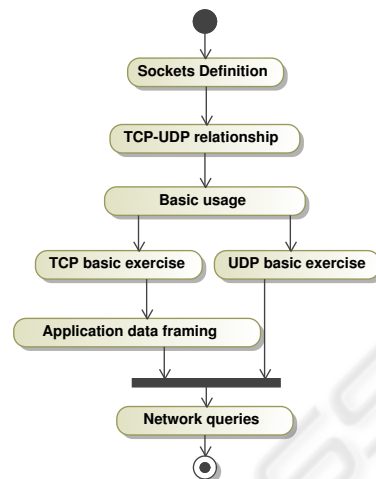 Sockets Definition
TCP-UDP relationship
Basic usage
TCP basic exercise
UDP basic exercise
Application data framing
Network queries